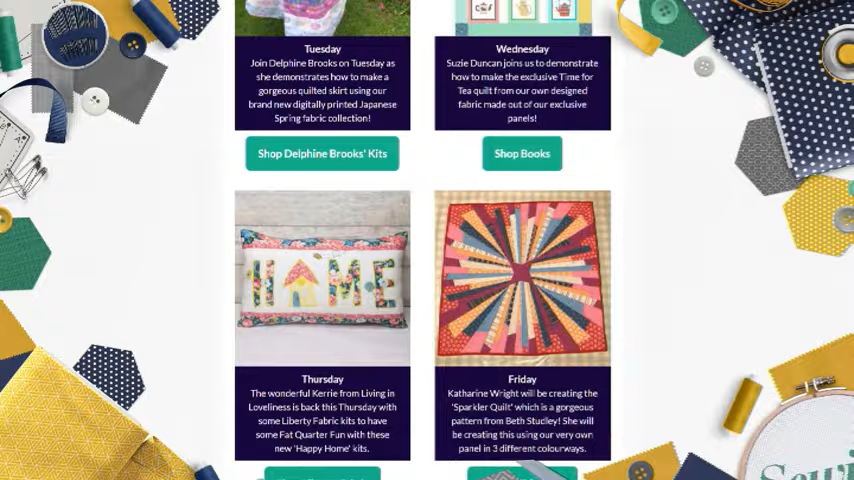 Tuesday
Join Delphine Brooks on Tuesday as
she demonstrates how to make a
gorgeous quilted skirt using our
brand new digitally printed Japanese
Spring fabric collection!
Shop Delphine Brooks' Kits
Wednesday
Suzie Duncan joins us to demonstrate
how to make the exclusive Time for
Tea quilt from our own designed
fabric made out of our exclusive
panels!
Shop Books
HOME
Thursday
The wonderful Kerrie from Living in
Loveliness is back this Thursday with
some Liberty Fabric kits to have
some Fat Quarter Fun with these
new 'Happy Home' kits.
Friday
Katharine Wright will be creating the
'Sparkler Quilt' which is a gorgeous
pattern from Beth Studley! She will
be creating this using our very own
panel in 3 different colourways.